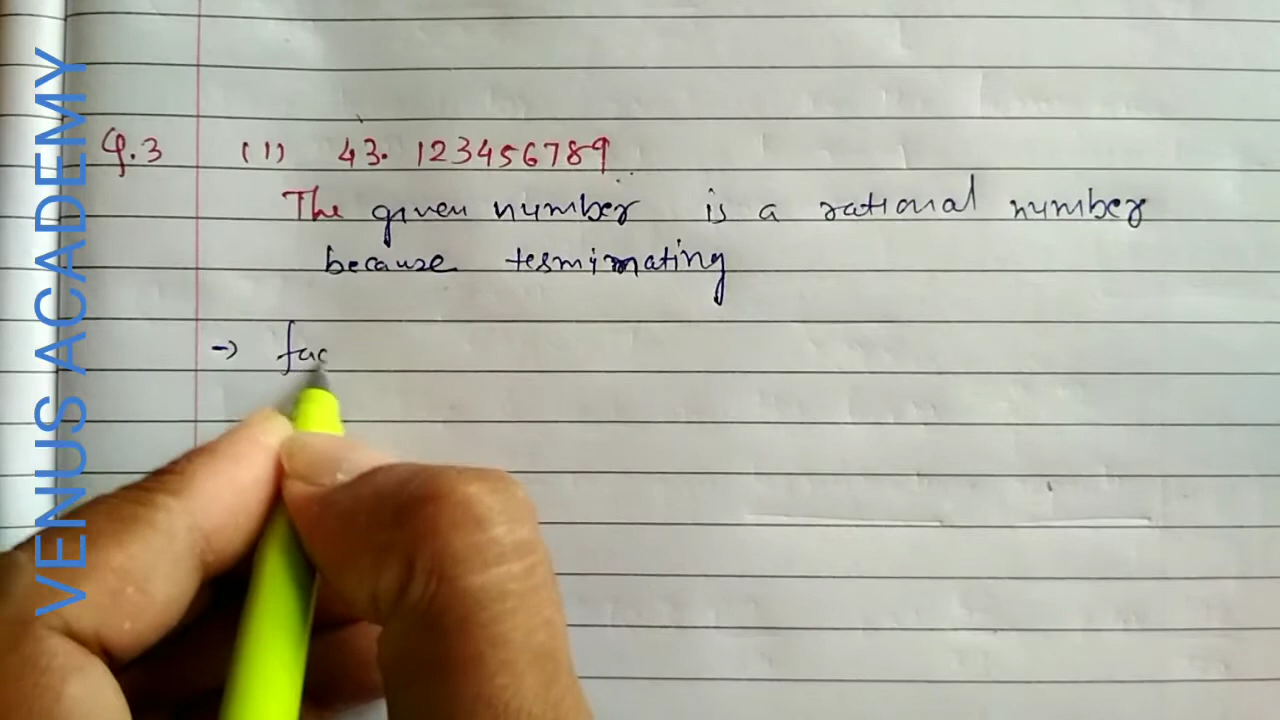 VENUS ACADEMY
Q.3 (1) 43.123456789
The given number is a rational number
because terminating
→ fac